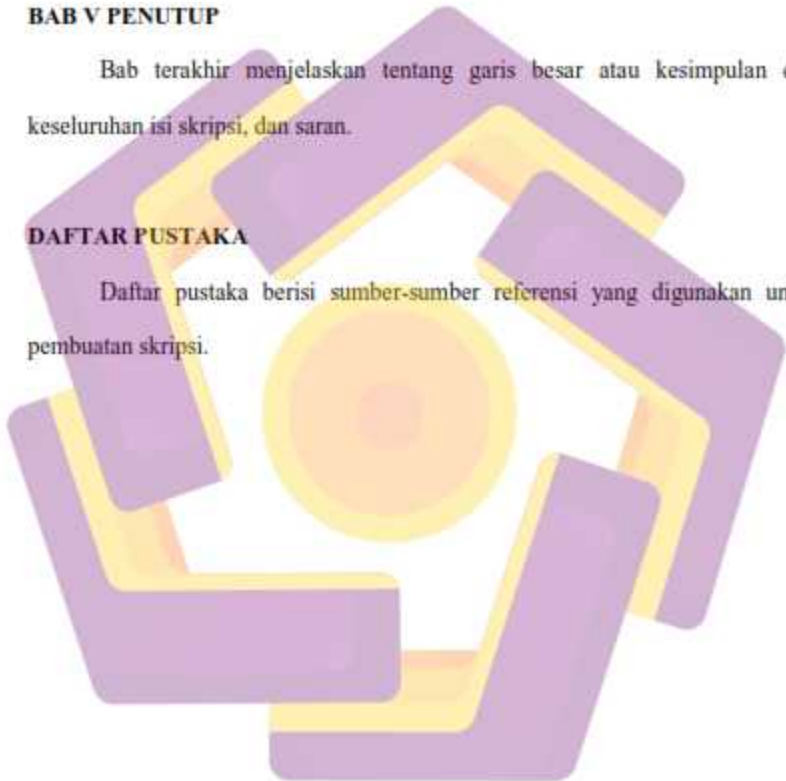 BAB V PENUTUP
Bab terakhir menjelaskan tentang garis besar atau kesimpulan
keseluruhan isi skripsi, dan saran.
DAFTAR PUSTAKA
Daftar pustaka berisi sumber-sumber referensi yang digunakan
pembuatan skripsi.